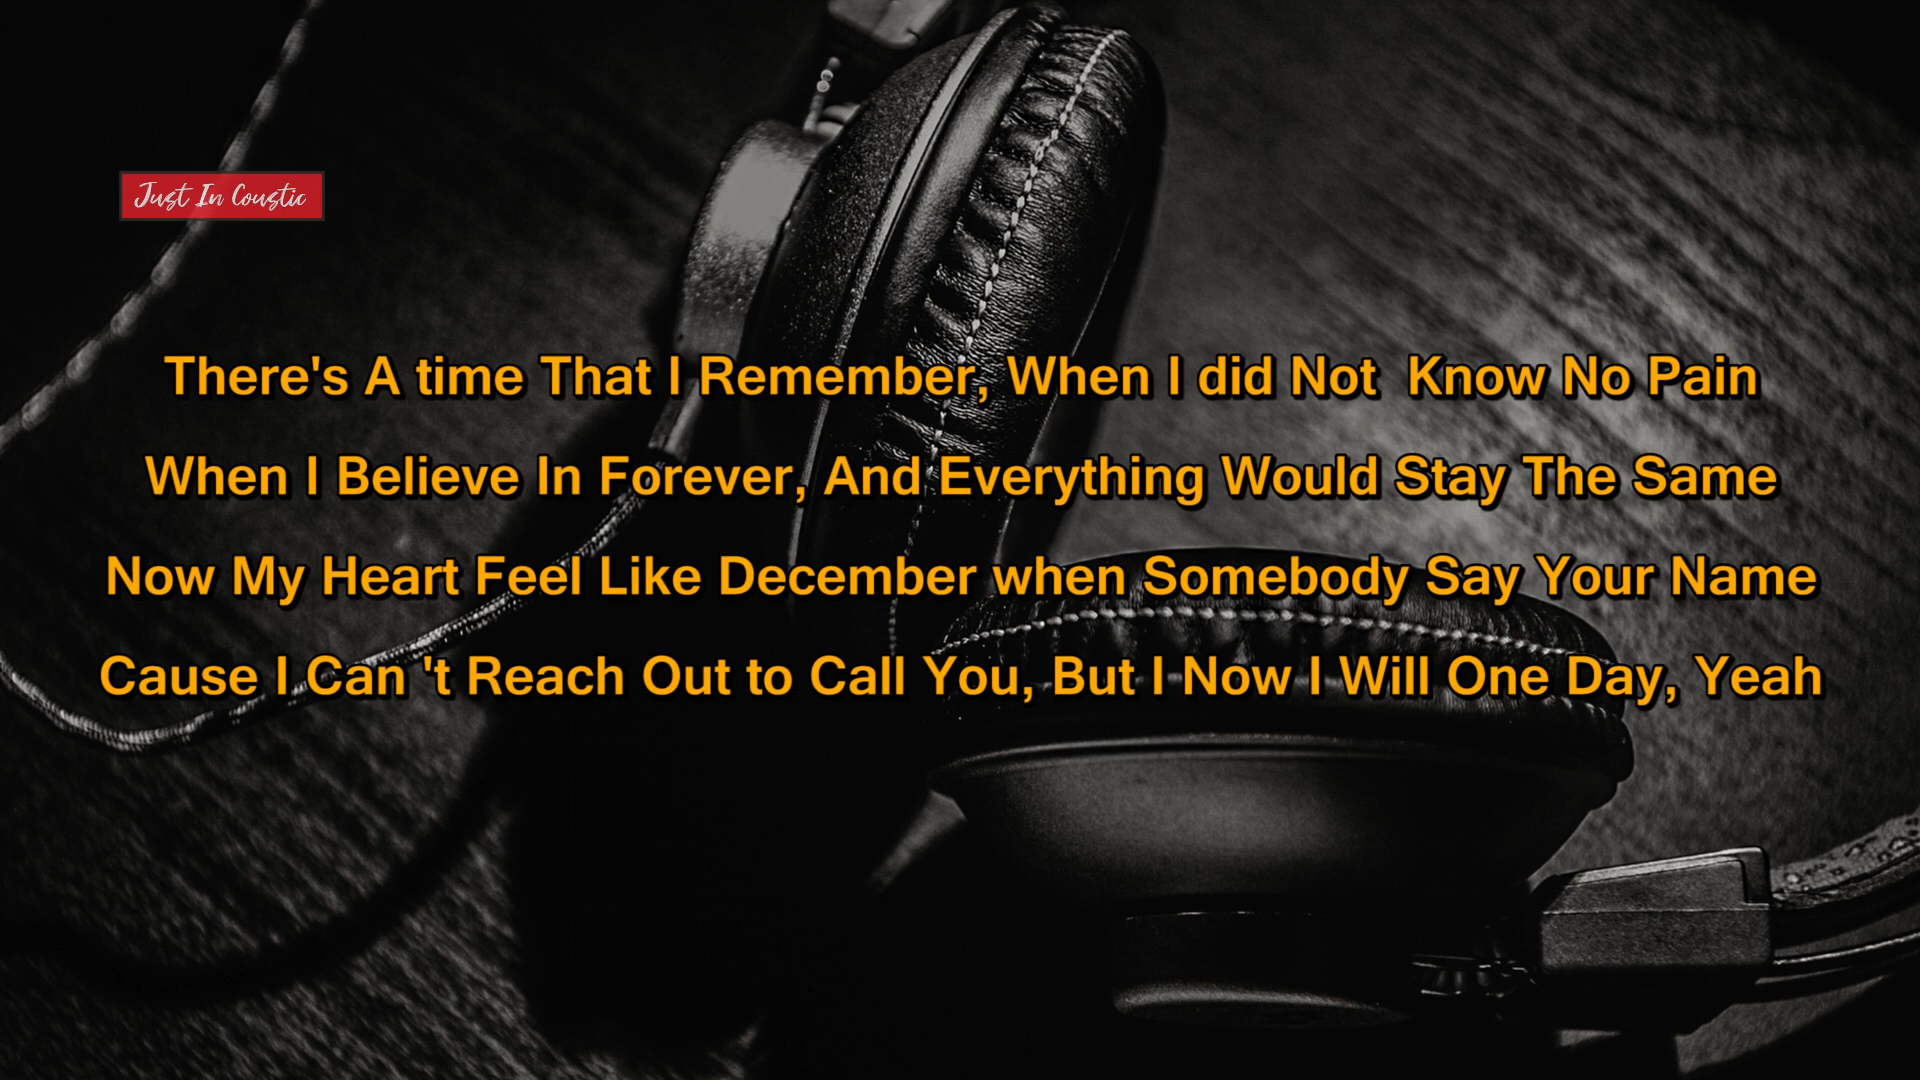 Just In Coustic
There's A time That I Remember, When I did Not  Know No Pain
When I Believe In Forever, And Everything Would Stay The Same
Now My Heart Feel Like December when Somebody Say Your Name
Cause I Can 't Reach Out to Call You, But I Now I Will One Day, Yeah